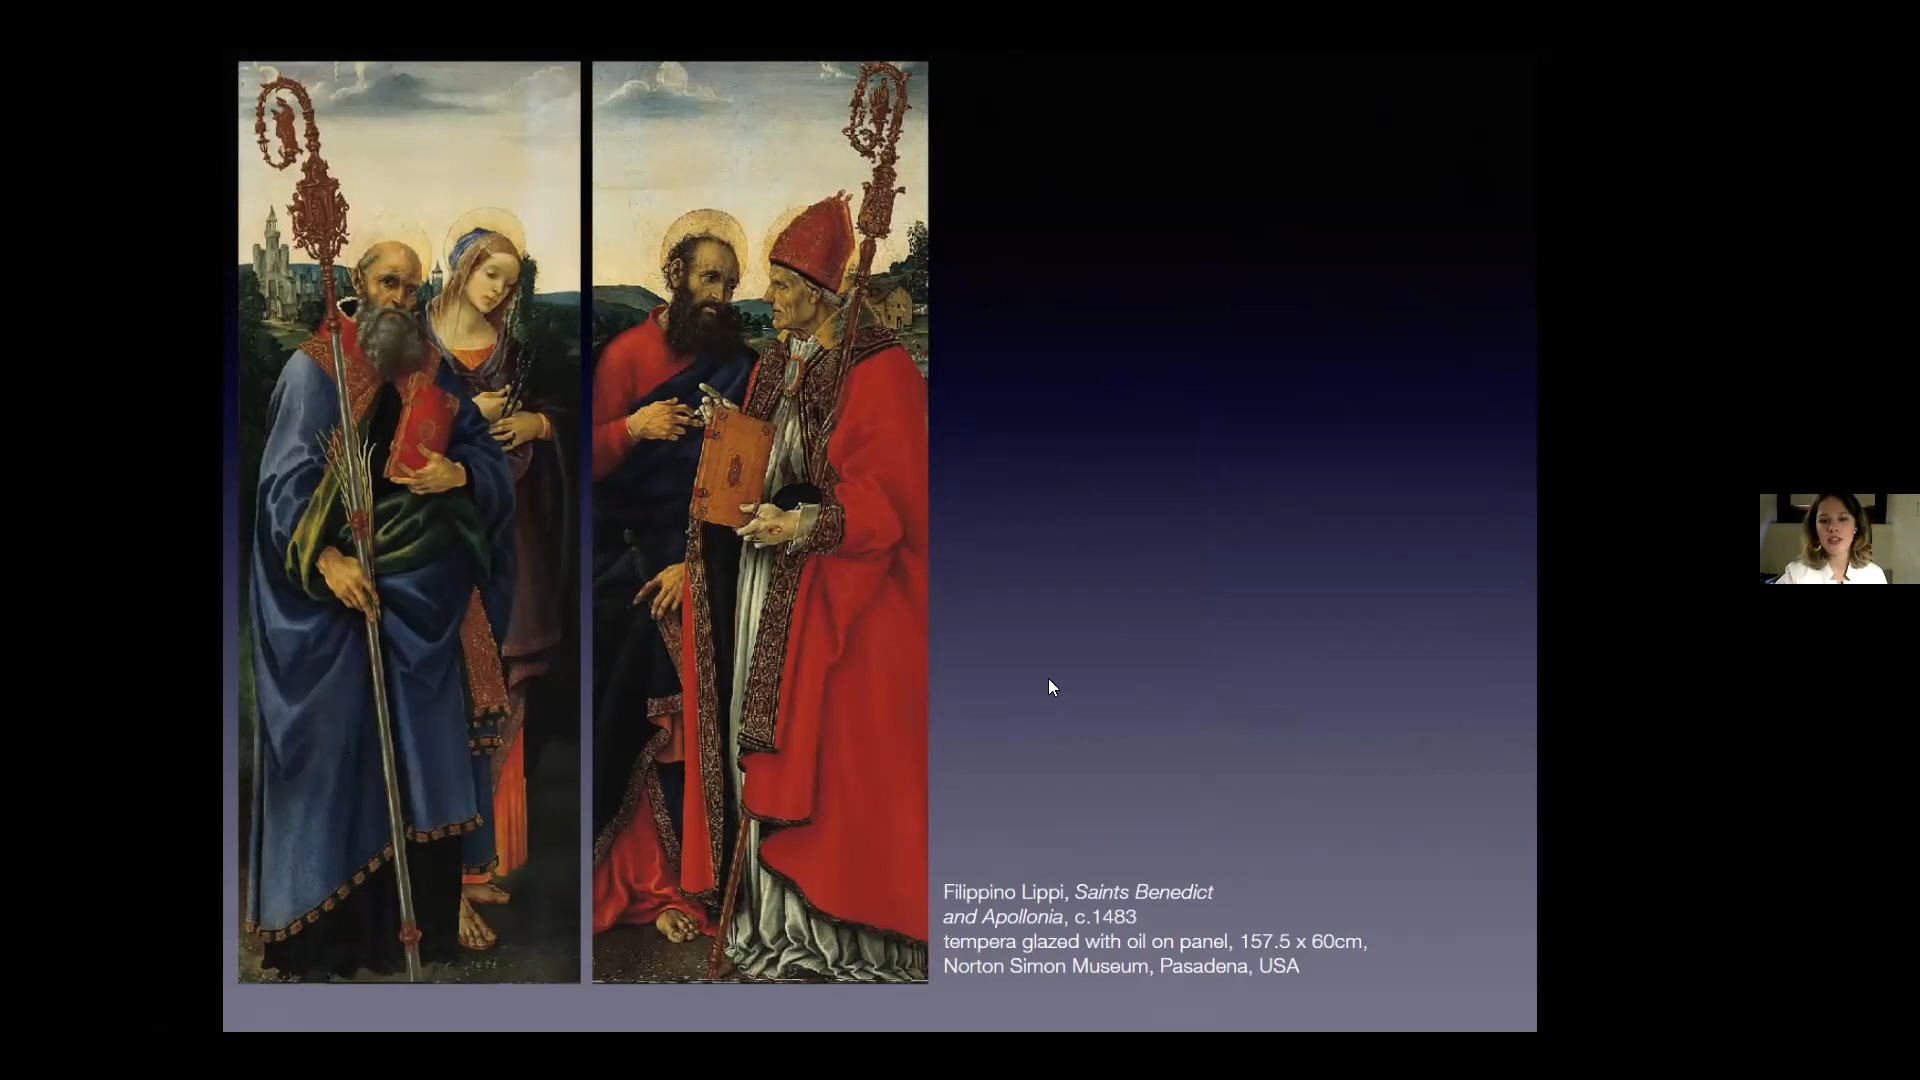 Filippino Lippi, Saints Benedict
and Apollonia, c.1483
tempera glazed with oil on panel, 157.5 x 60cm,
Norton Simon Museum, Pasadena, USA